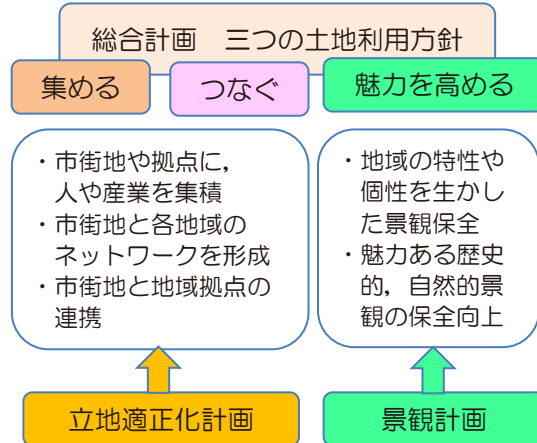 総合計画　三つの土地利用方針
集める
つなぐ
魅力を高める
・市街地や拠点に，
人や産業を集積
・市街地と各地域の
ネットワークを形成
・市街地と地域拠点の
連携
・地域の特性や
個性を生かし
た景観保全
・魅力ある歴史
的，自然的景
観の保全向上
立地適正化計画
景観計画